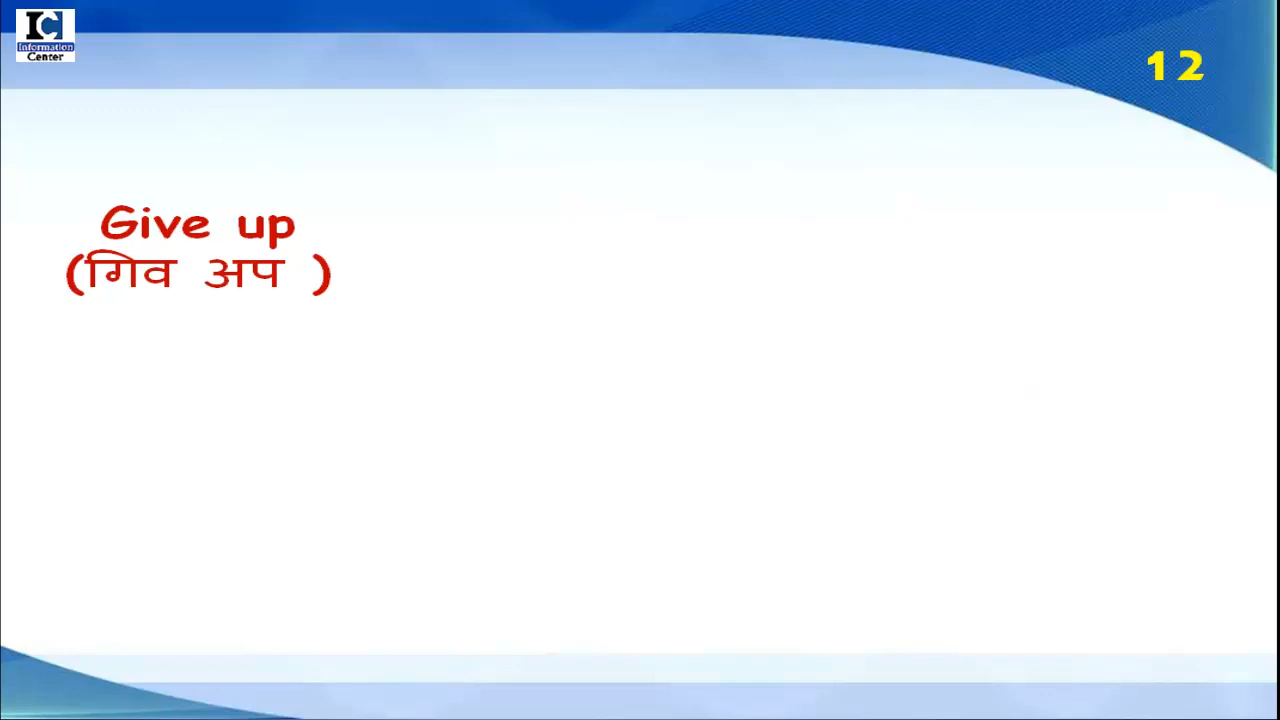 IC
Information
Center
12
Give up
(गिव अप )